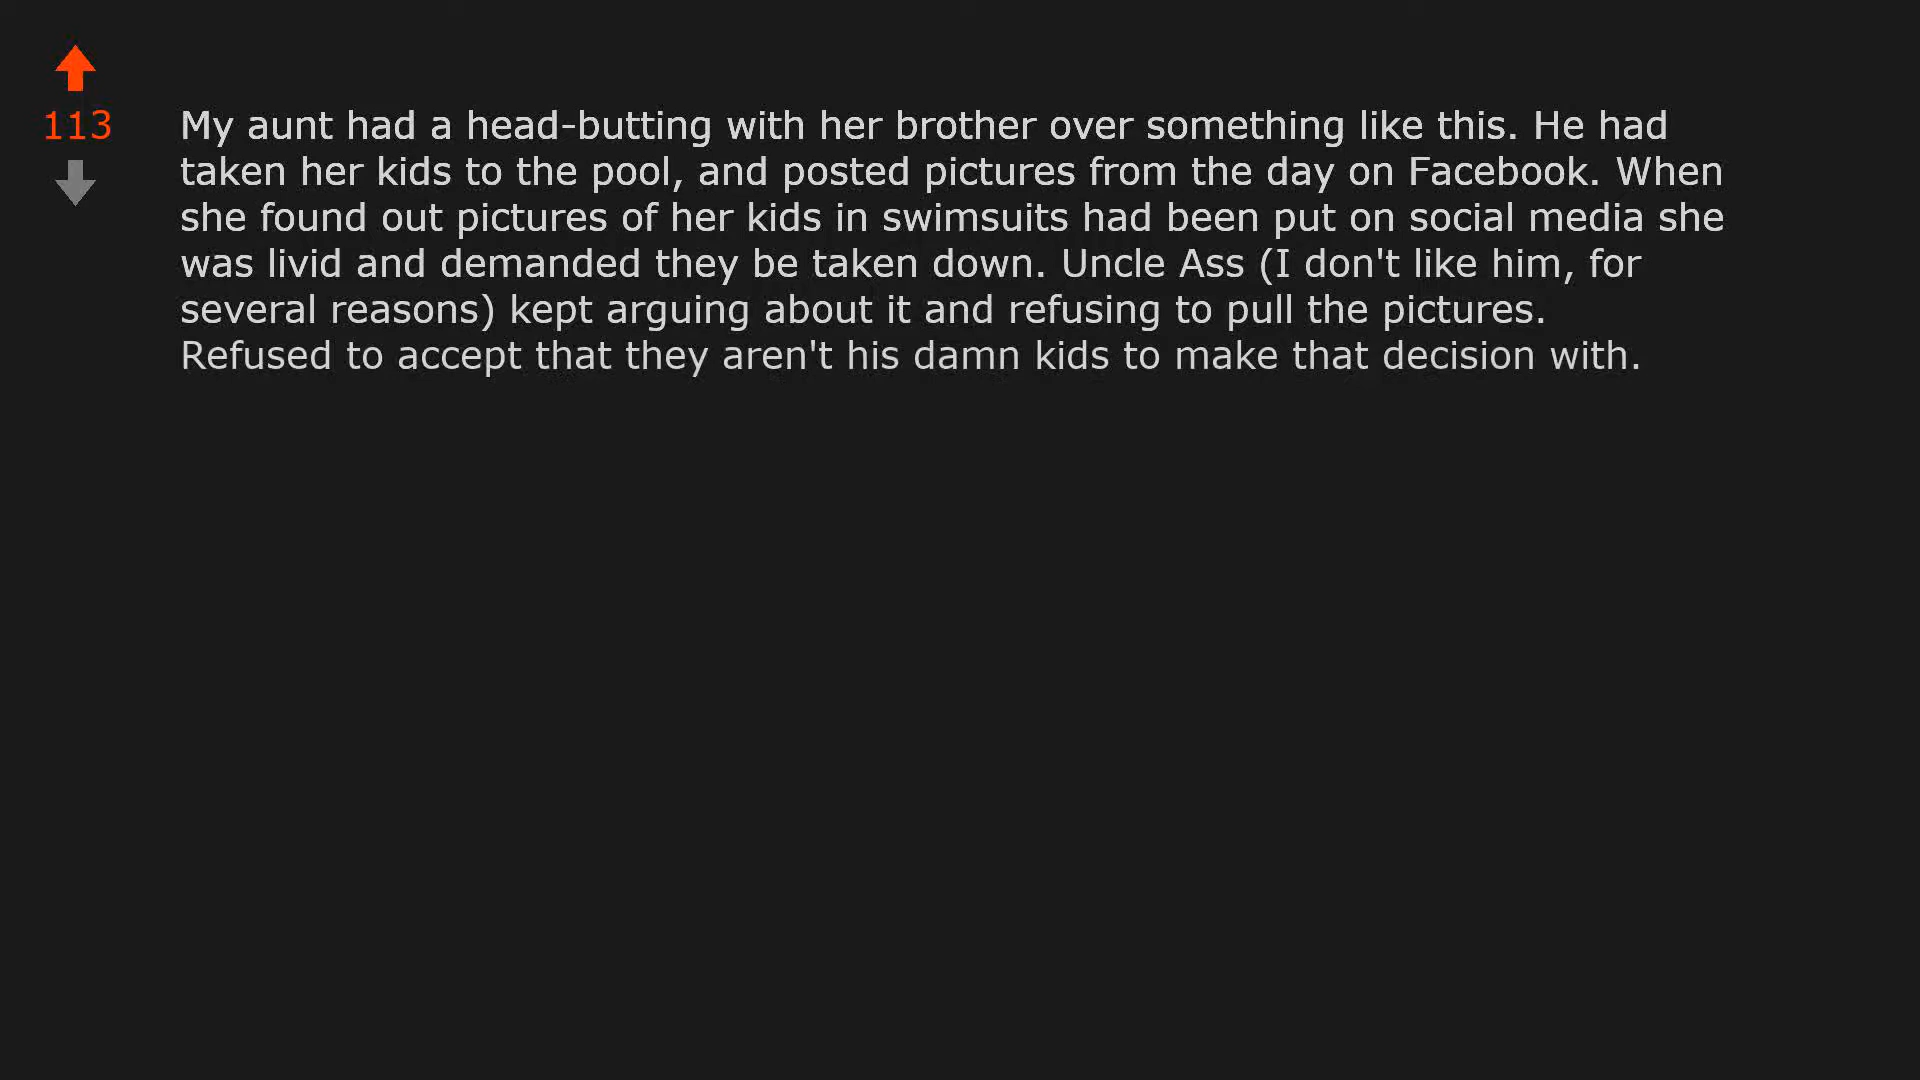 113
My aunt had a head-butting with her brother over something like this. He had
taken her kids to the pool, and posted pictures from the day on Facebook. When
she found out pictures of her kids in swimsuits had been put on social media she
was livid and demanded they be taken down. Uncle Ass (I don't like him, for
several reasons) kept arguing about it and refusing to pull the pictures.
Refused to accept that they aren't his damn kids to make that decision with.